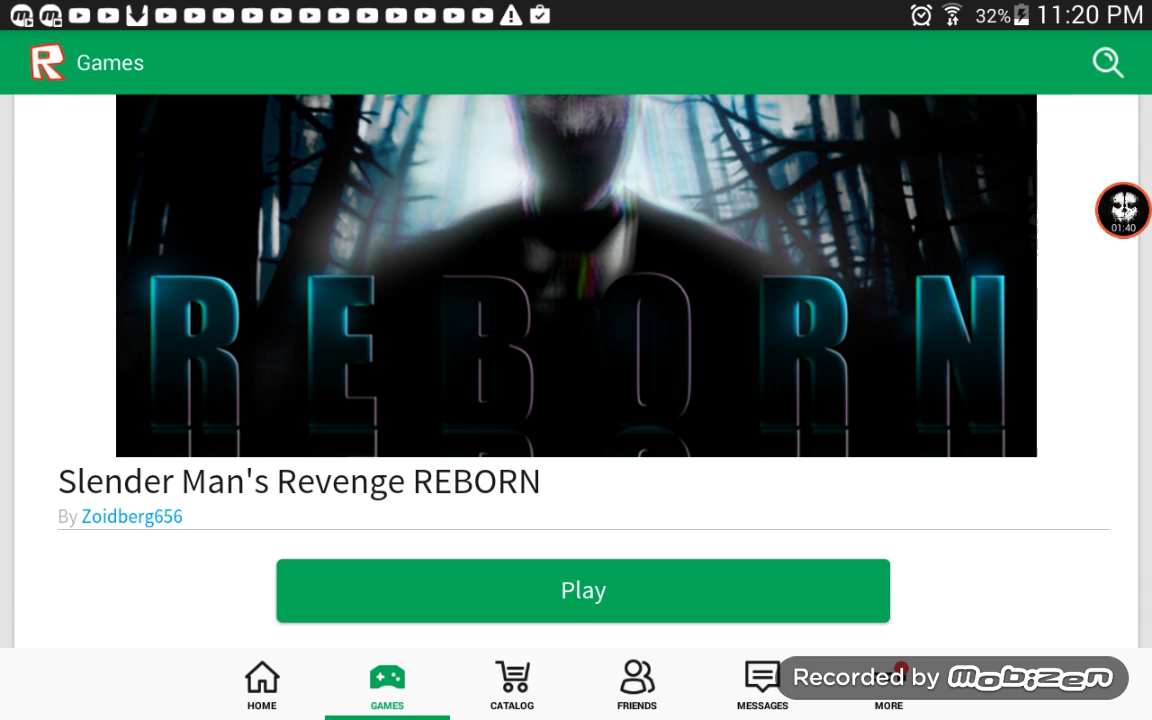 32% 11:20 PM
R Games
01:40
REBORN
Slender Man's Revenge REBORN
By Zoidberg656
Play
HOME GAMES CATALOG FRIENDS MESSAGES MORE
Recorded by mobizen